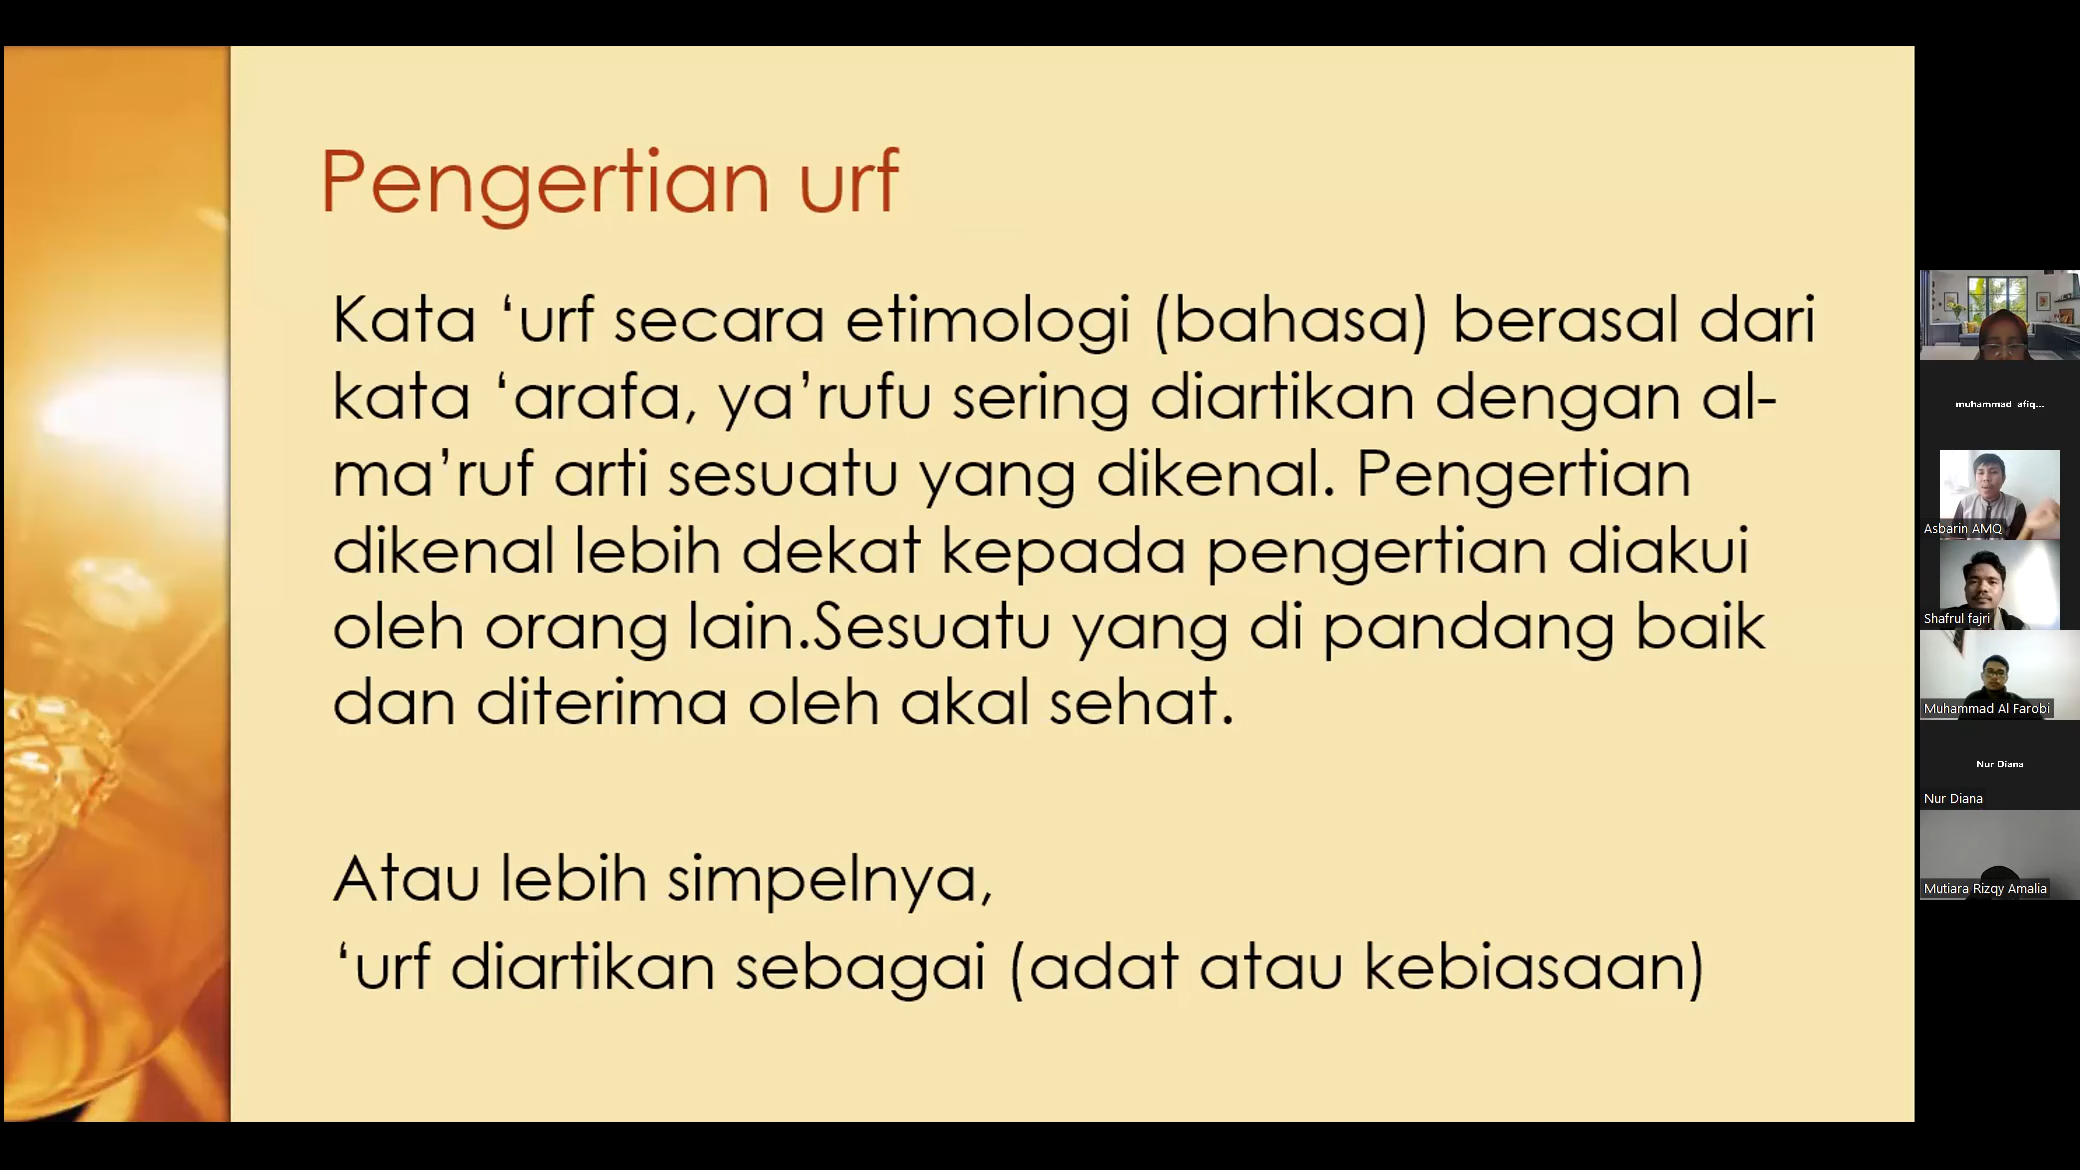 Pengertian urf
Kata ‘urf secara etimologi (bahasa) berasal dari
kata ‘arafa, ya’rufu sering diartikan dengan al-
ma’ruf arti sesuatu yang dikenal. Pengertian
dikenal lebih dekat kepada pengertian diakui
oleh orang lain.Sesuatu yang di pandang baik
dan diterima oleh akal sehat.
Atau lebih simpelnya,
‘urf diartikan sebagai (adat atau kebiasaan)
muhammad afiq...
Asbarin AMQ
Shafrul fajri
Muhammad Al Farobi
Nur Diana
Nur Diana
Mutiara Rizqy Amalia